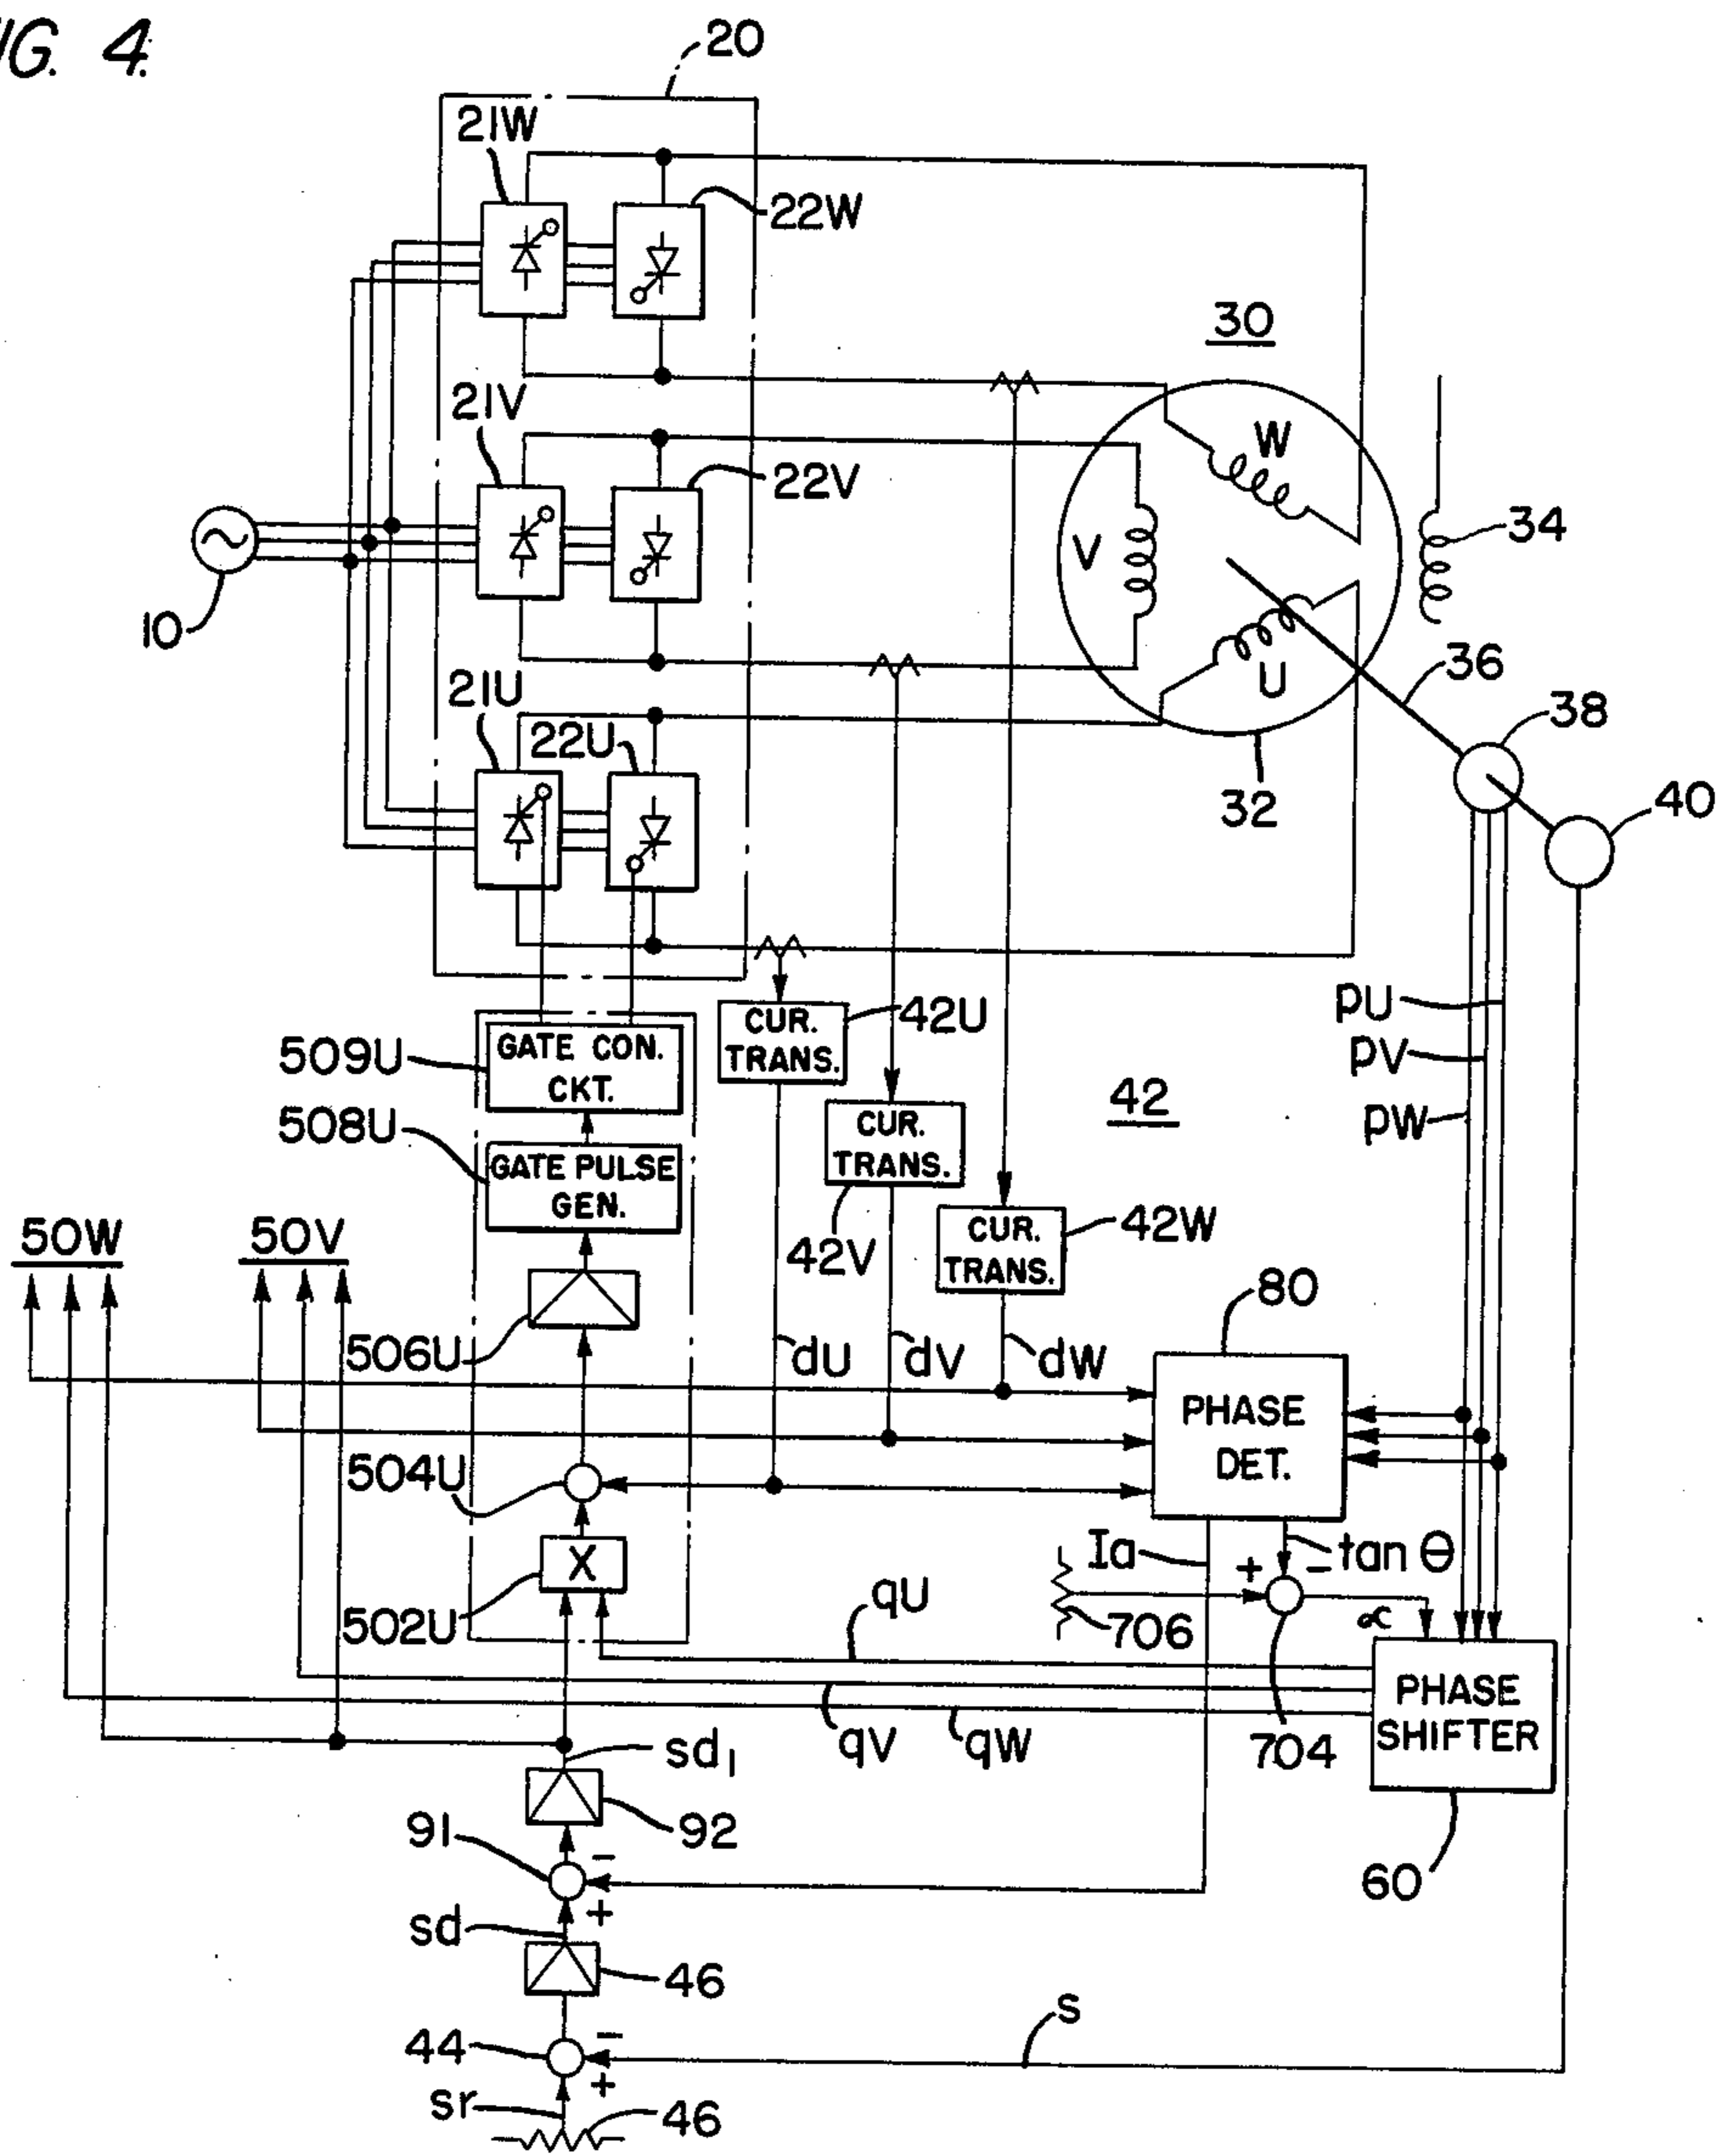 IG. 4.
20
21W
22W
30
21V
22V
W
V
34
10
U
36
21U
22U
38
32
40
42U
CUR.
TRANS.
pU
509U
GATE CON.
CKT.
pV
42
508U
CUR.
TRANS.
pW
GATE PULSE
GEN.
50W
50V
42V
CUR.
TRANS.
42W
80
506U
dU
dV
dW
PHASE
DET.
504U
X
Ia
+
-
tan θ
502U
qU
706
∝
PHASE
SHIFTER
qV
qW
704
sd1
92
91
-
+
60
sd
46
S
44
-
+
sr
46